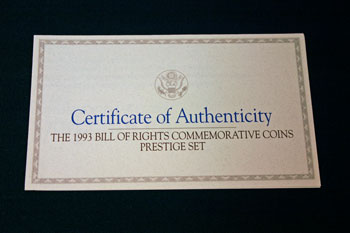 Certificate of Authenticity
THE 1993 BILL OF RIGHTS COMMEMORATIVE COINS
PRESTIGE SET